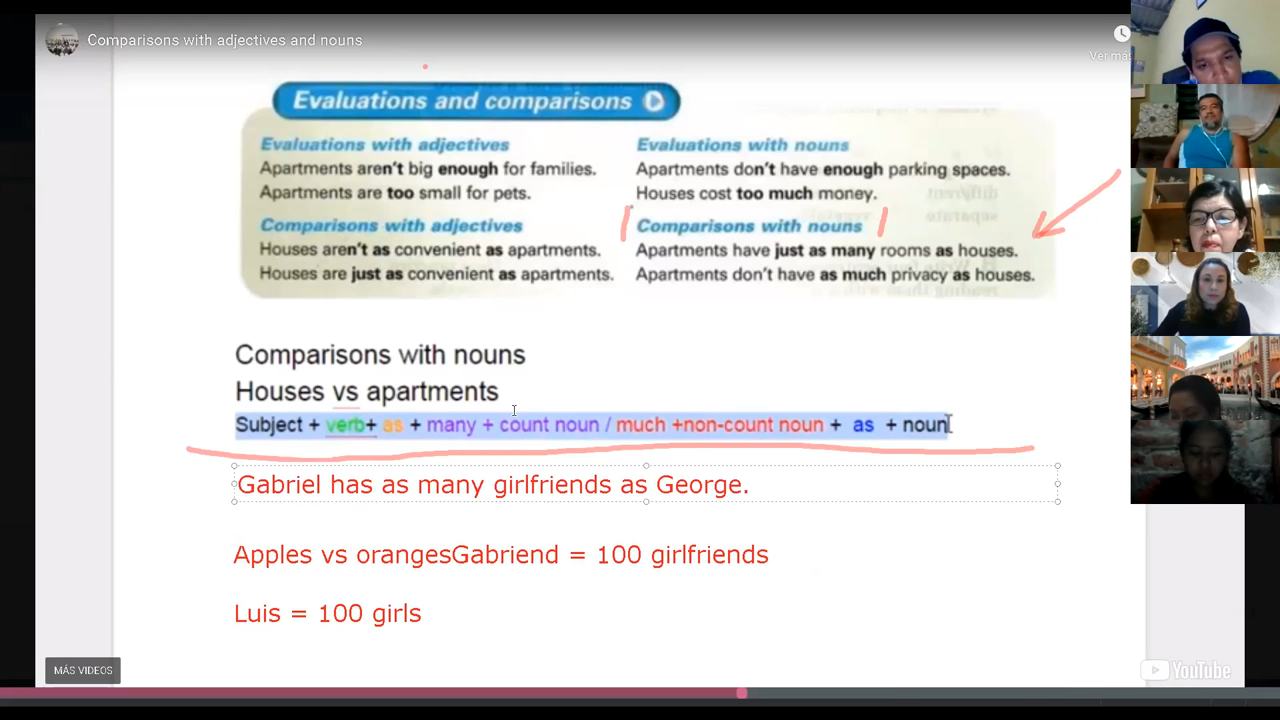 Comparisons with adjectives and nouns
Ver más
Evaluations and comparisons
Evaluations with adjectives
Apartments aren't big enough for families.
Apartments are too small for pets.
Evaluations with nouns
Apartments don't have enough parking spaces.
Houses cost too much money.
Comparisons with adjectives
Houses aren't as convenient as apartments.
Houses are just as convenient as apartments.
Comparisons with nouns
Apartments have just as many rooms as houses.
Apartments don't have as much privacy as houses.
Comparisons with nouns
Houses vs apartments
Subject + verb+ as + many + count noun / much +non-count noun + as + noun
Gabriel has as many girlfriends as George.
Apples vs orangesGabriend = 100 girlfriends
Luis = 100 girls
MÁS VIDEOS
YouTube